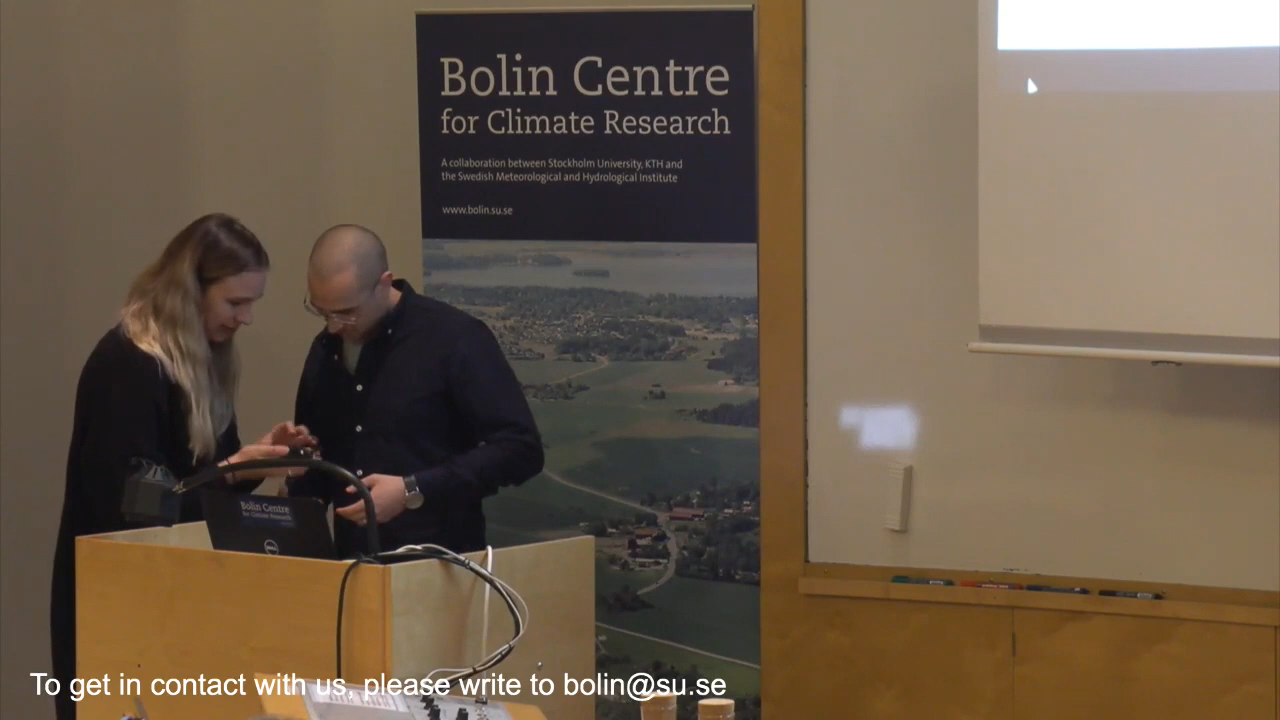 Bolin Centre
for Climate Research
A collaboration between Stockholm University, KTH and
the Swedish Meteorological and Hydrological Institute
www.bolin.su.se
Bolin Centre
for Climate Research
DELL
To get in contact with us, please write to bolin@su.se